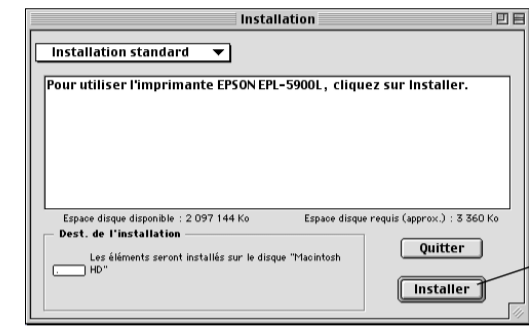 Installation
Installation standard
Pour utiliser l'imprimante EPSON EPL-5900L, cliquez sur Installer.
Espace disque disponible : 2 097 144 Ko
Espace disque requis (approx.) : 3 360 Ko
Dest. de l'installation
Les éléments seront installés sur le disque "Macintosh
HD"
Quitter
Installer